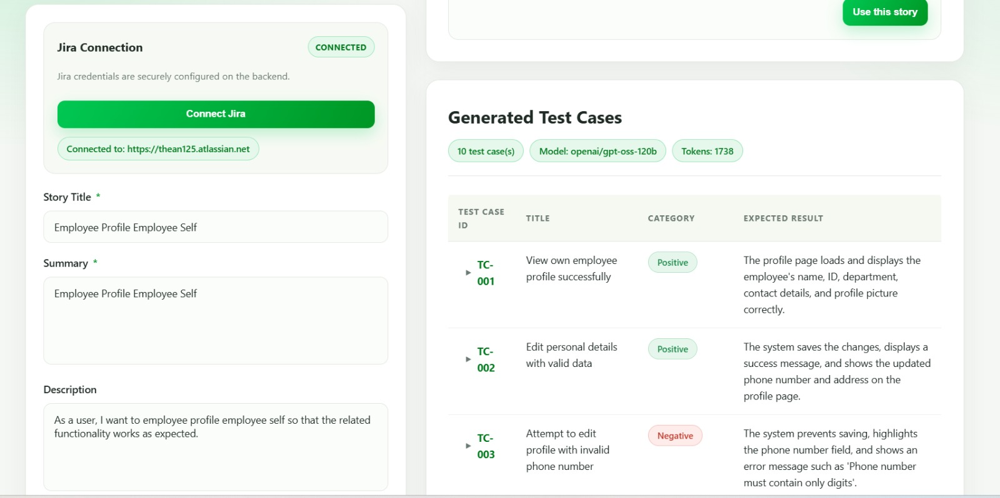 Jira Connection
CONNECTED
Jira credentials are securely configured on the backend.
Connect Jira
Connected to: https://thean125.atlassian.net
Story Title *
Employee Profile Employee Self
Summary *
Employee Profile Employee Self
Description
As a user, I want to employee profile employee self so that the related
functionality works as expected.
Use this story
Generated Test Cases
10 test case(s)
Model: openai/gpt-oss-120b
Tokens: 1738
TEST CASE
ID
TITLE
CATEGORY
EXPECTED RESULT
TC-
001
View own employee
profile successfully
Positive
The profile page loads and displays the
employee's name, ID, department,
contact details, and profile picture
correctly.
TC-
002
Edit personal details
with valid data
Positive
The system saves the changes, displays a
success message, and shows the updated
phone number and address on the
profile page.
TC-
003
Attempt to edit
profile with invalid
phone number
Negative
The system prevents saving, highlights
the phone number field, and shows an
error message such as 'Phone number
must contain only digits'.